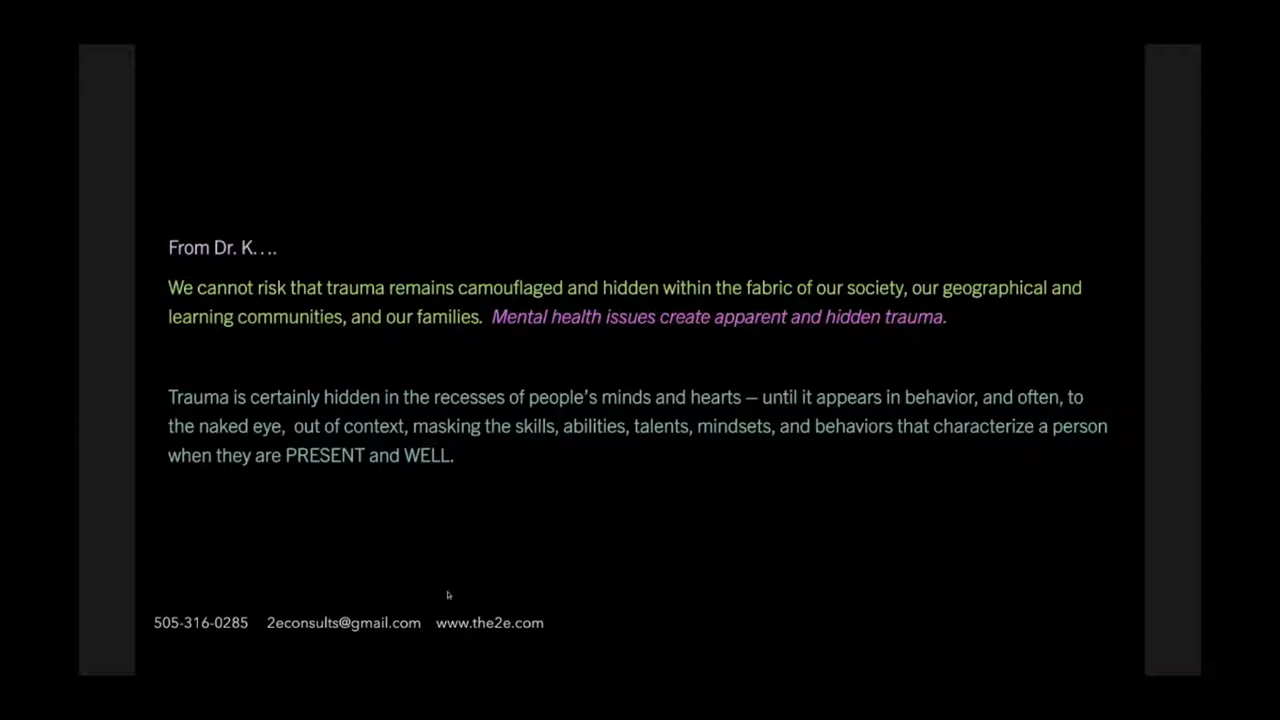 From Dr. K….
We cannot risk that trauma remains camouflaged and hidden within the fabric of our society, our geographical and
learning communities, and our families. Mental health issues create apparent and hidden trauma.
Trauma is certainly hidden in the recesses of people’s minds and hearts – until it appears in behavior, and often, to
the naked eye, out of context, masking the skills, abilities, talents, mindsets, and behaviors that characterize a person
when they are PRESENT and WELL.
505-316-0285 2econsults@gmail.com www.the2e.com